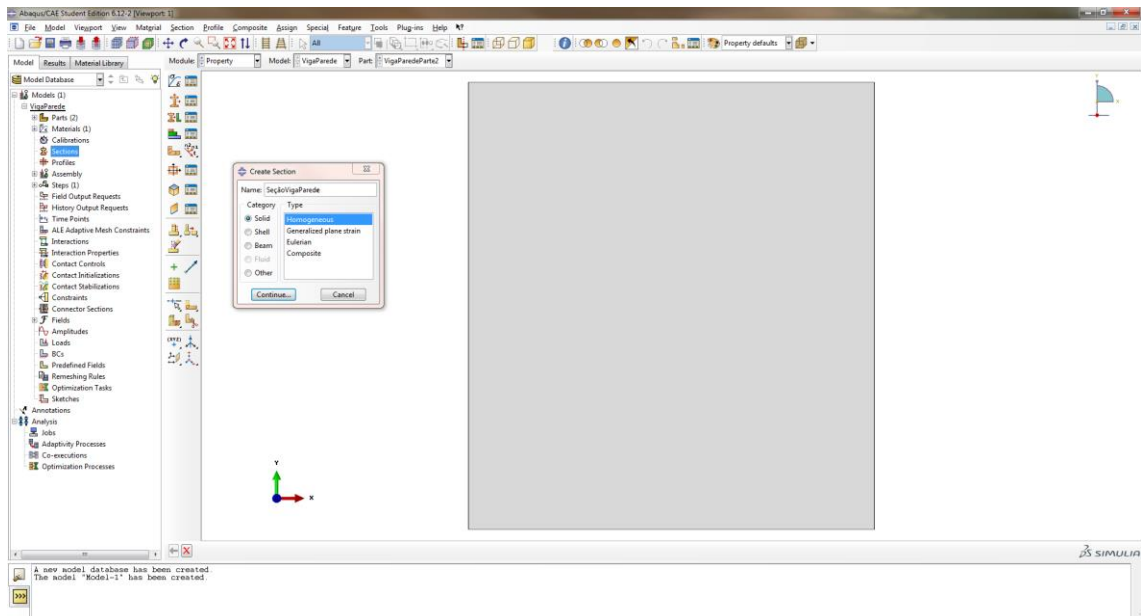 Abaqus/CAE Student Edition 6.12-2 [Viewport: 1]
File Model Viewport View Material Section Profile Composite Assign Special Feature Tools Plug-ins Help
All
Property defaults
Model Results Material Library
Module: Property Model: VigaParede Part: VigaParedeParte2
Model Database
Models (1)
VigaParede
Parts (2)
Materials (1)
Calibrations
Sections
Profiles
Assembly
Steps (1)
Field Output Requests
History Output Requests
Time Points
ALE Adaptive Mesh Constraints
Interactions
Interaction Properties
Contact Controls
Contact Initializations
Contact Stabilizations
Constraints
Connector Sections
Fields
Amplitudes
Loads
BCs
Predefined Fields
Remeshing Rules
Optimization Tasks
Sketches
Annotations
Analysis
Jobs
Adaptivity Processes
Co-executions
Optimization Processes
Create Section
Name: SeçãoVigaParede
Category Type
Solid Homogeneous
Shell Generalized plane strain
Beam Eulerian
Fluid Composite
Other
Continue... Cancel
(XYZ)
Y
X
SIMULIA
A new model database has been created.
The model "Model-1" has been created.
>>>